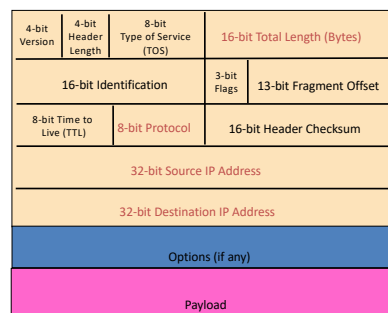 4-bit
Version
4-bit
Header
Length
8-bit
Type of Service
(TOS)
16-bit Total Length (Bytes)
16-bit Identification
3-bit
Flags
13-bit Fragment Offset
8-bit Time to
Live (TTL)
8-bit Protocol
16-bit Header Checksum
32-bit Source IP Address
32-bit Destination IP Address
Options (if any)
Payload